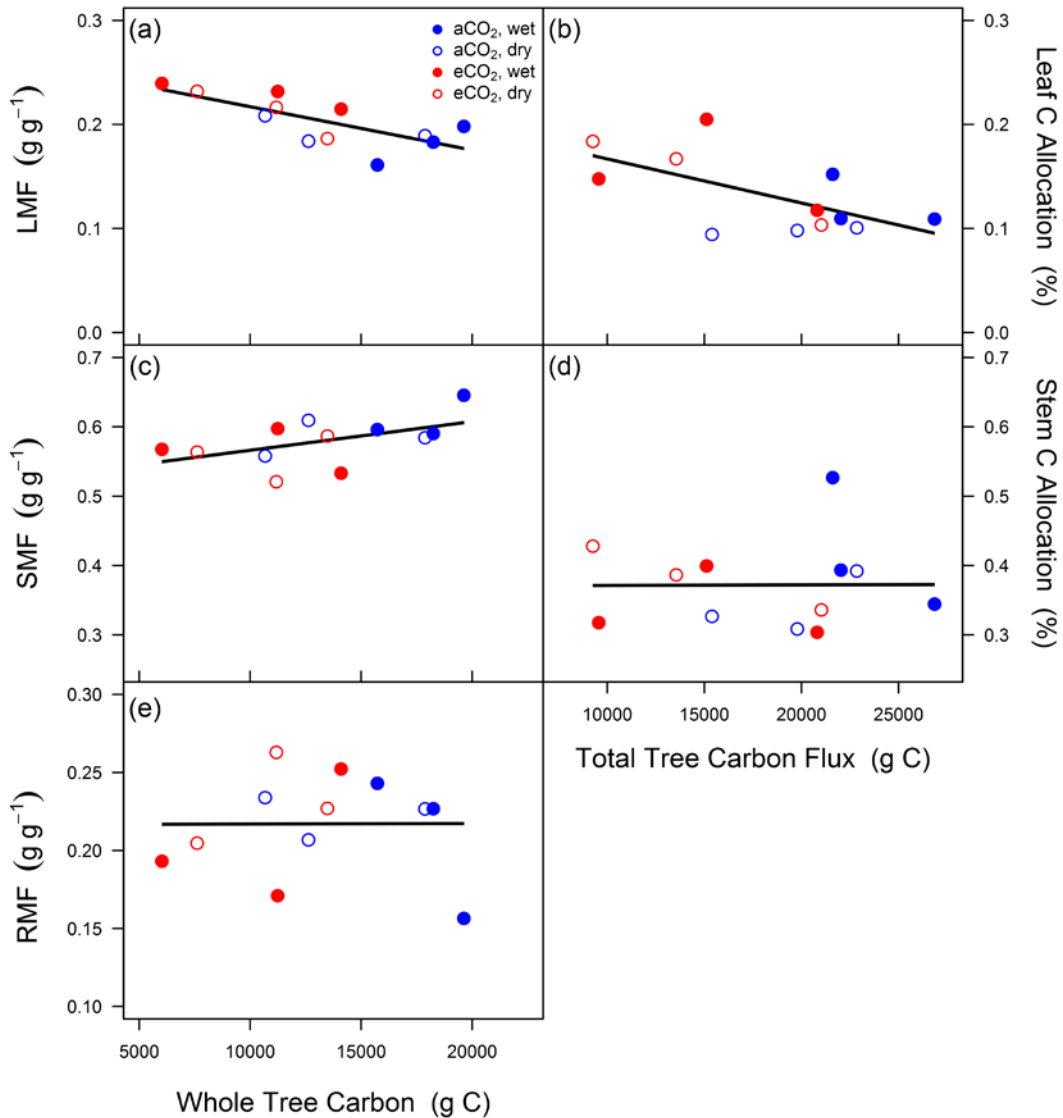 (a)
aCO₂, wet
aCO₂, dry
eCO₂, wet
eCO₂, dry
0.3
0.2
0.1
0.0
LMF (g g⁻¹)
(b)
0.3
0.2
0.1
0.0
Leaf C Allocation (%)
(c)
0.7
0.6
0.5
0.4
0.3
SMF (g g⁻¹)
(d)
0.7
0.6
0.5
0.4
0.3
Stem C Allocation (%)
10000 15000 20000 25000
Total Tree Carbon Flux (g C)
(e)
0.30
0.25
0.20
0.15
0.10
RMF (g g⁻¹)
5000 10000 15000 20000
Whole Tree Carbon (g C)